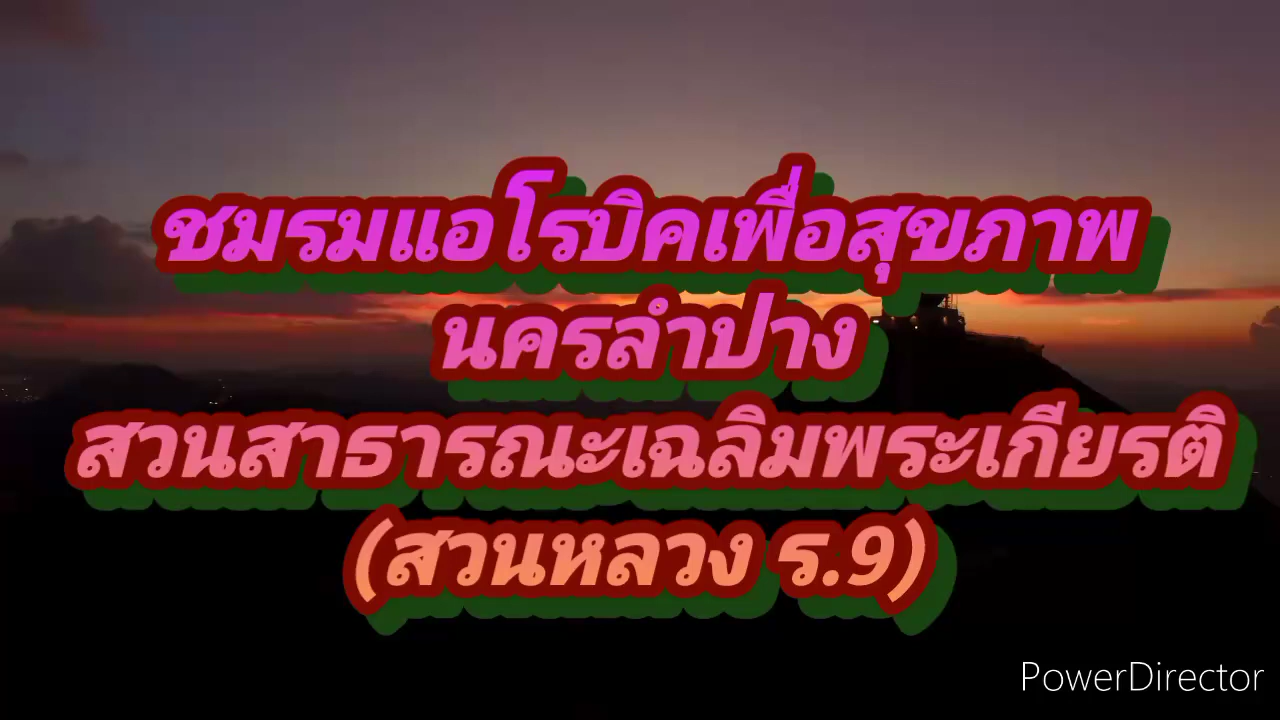 ชมรมแอโรบิคเพื่อสุขภาพ
นครลำปาง
สวนสาธารณะเฉลิมพระเกียรติ
(สวนหลวง ร.9)
PowerDirector